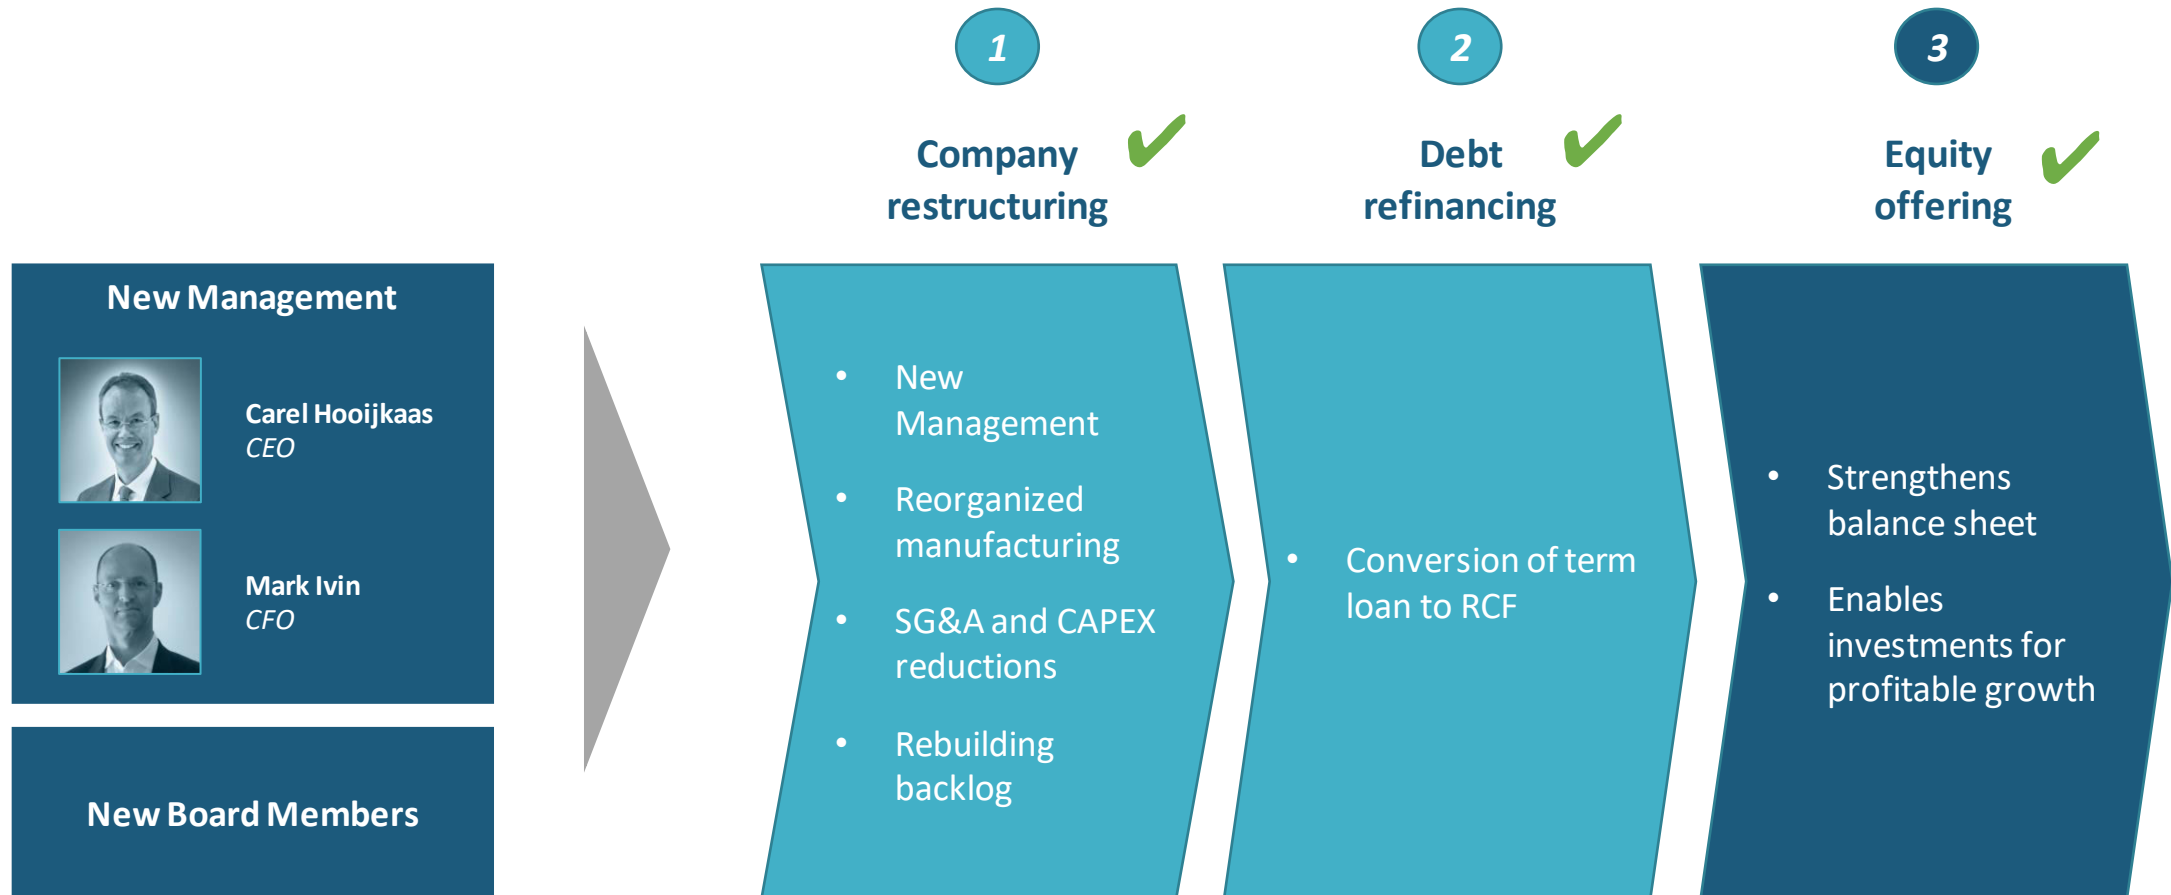 New Management
Carel Hooijkaas
CEO
Mark Ivin
CFO
New Board Members
1
Company
restructuring
• New
Management
• Reorganized
manufacturing
• SG&A and CAPEX
reductions
• Rebuilding
backlog
2
Debt
refinancing
• Conversion of term
loan to RCF
3
Equity
offering
• Strengthens
balance sheet
• Enables
investments for
profitable growth